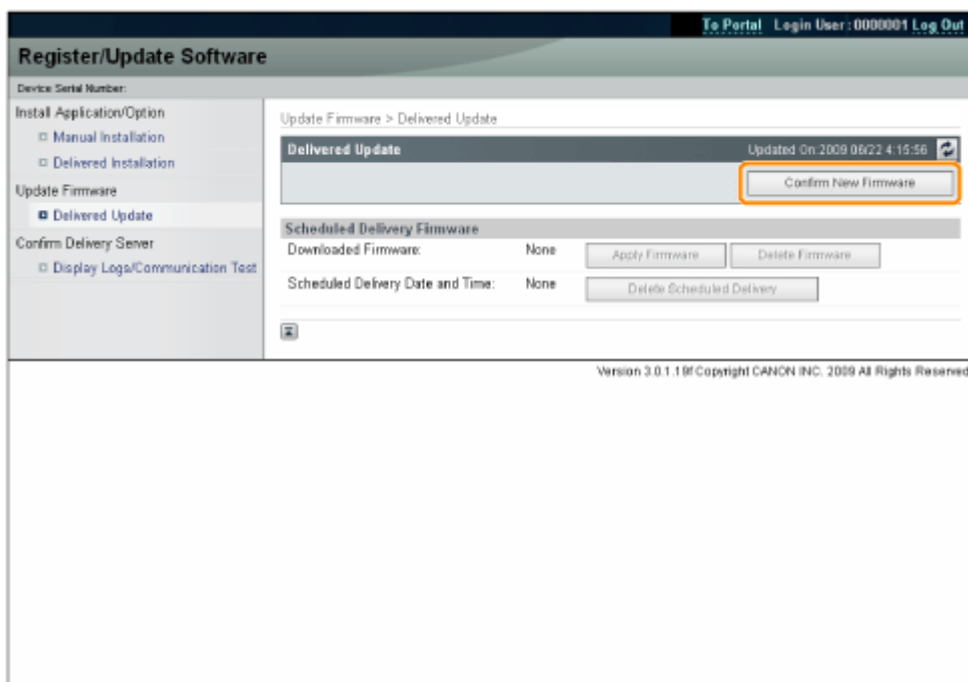 To Portal Login User : 0000001 Log Out
Register/Update Software
Device Serial Number:
Install Application/Option
Manual Installation
Delivered Installation
Update Firmware
Delivered Update
Confirm Delivery Server
Display Logs/Communication Test
Update Firmware > Delivered Update
Delivered Update Updated On:2009 06/22 4:15:56
Confirm New Firmware
Scheduled Delivery Firmware
Downloaded Firmware: None Apply Firmware Delete Firmware
Scheduled Delivery Date and Time: None Delete Scheduled Delivery
Version 3.0.1.19f Copyright CANON INC. 2009 All Rights Reserved